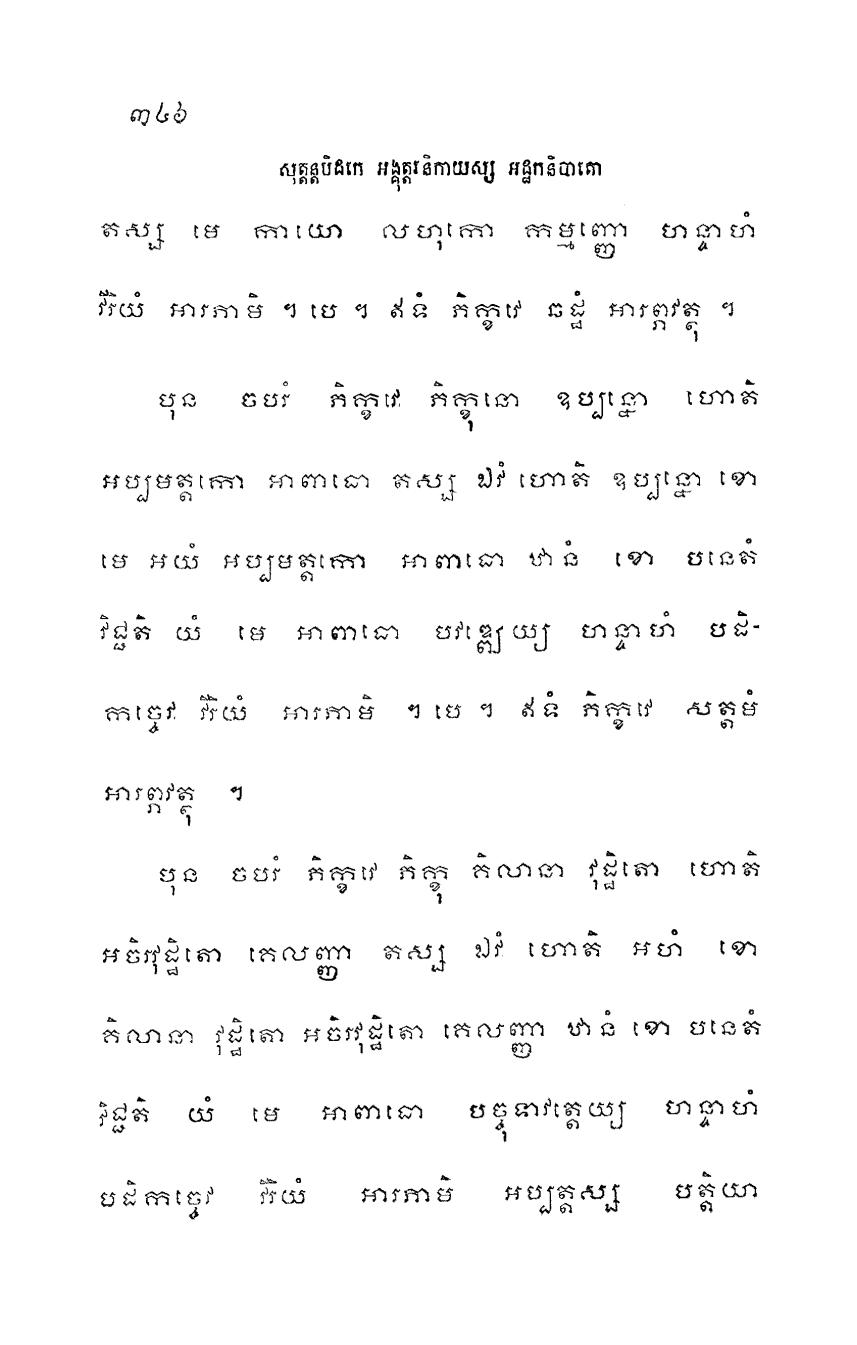 ៣៤៦
សុត្តន្តបិដកេ អង្គុត្តរនិកាយស្ស អដ្ឋកនិបាតោ
តស្ស មេ កាយោ លហុកោ កម្មញ្ញោ ហន្ទាហំ
វីរិយំ អារភាមិ ។ បេ ។ ឥទំ ភិក្ខវេ ឆដ្ឋំ អារព្ភវត្ថុ ។
បុន ចបរំ ភិក្ខវេ ភិក្ខុនោ ឧប្បន្នោ ហោតិ
អប្បមត្តកោ អាពាធោ តស្ស ឯវំ ហោតិ ឧប្បន្នោ ខោ
មេ អយំ អប្បមត្តកោ អាពាធោ ឋានំ ខោ បនេតំ
វិជ្ជតិ យំ មេ អាពាធោ បវឌ្ឍេយ្យ ហន្ទាហំ បដិ-
កច្ចេវ វីរិយំ អារភាមិ ។ បេ ។ ឥទំ ភិក្ខវេ សត្តមំ
អារព្ភវត្ថុ ។
បុន ចបរំ ភិក្ខវេ ភិក្ខុ គិលានា វុដ្ឋិតោ ហោតិ
អចិរវុដ្ឋិតោ គេលញ្ញា តស្ស ឯវំ ហោតិ អហំ ខោ
គិលានា វុដ្ឋិតោ អចិរវុដ្ឋិតោ គេលញ្ញា ឋានំ ខោ បនេតំ
វិជ្ជតិ យំ មេ អាពាធោ បច្ចុទាវត្តេយ្យ ហន្ទាហំ
បដិកច្ចេវ វីរិយំ អារភាមិ អប្បត្តស្ស បត្តិយា